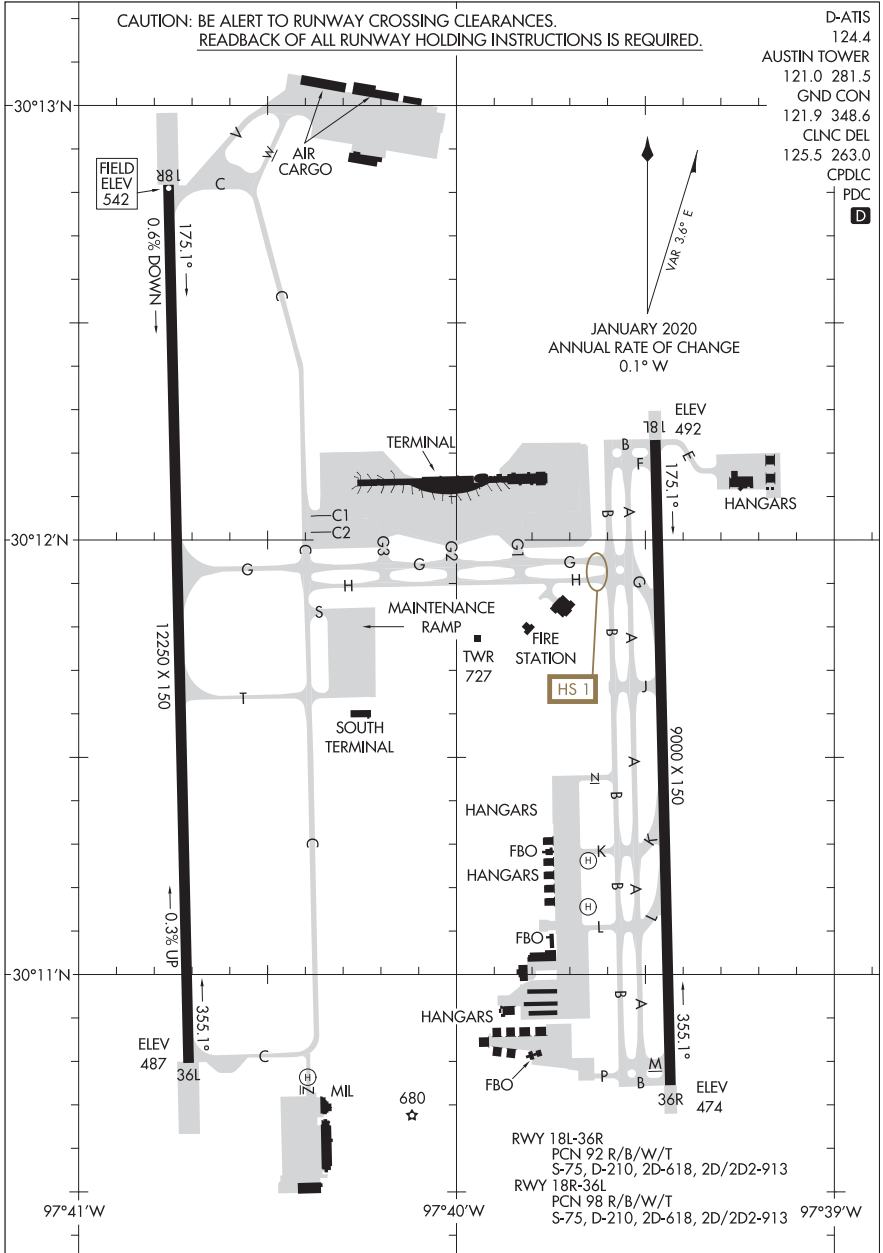 CAUTION: BE ALERT TO RUNWAY CROSSING CLEARANCES.
READBACK OF ALL RUNWAY HOLDING INSTRUCTIONS IS REQUIRED.
D-ATIS
124.4
AUSTIN TOWER
121.0 281.5
GND CON
121.9 348.6
CLNC DEL
125.5 263.0
CPDLC
PDC
D
30°13'N
V
W
AIR
CARGO
FIELD
ELEV
542
18R
C
175.1°
0.6% DOWN
VAR 3.6° E
C
JANUARY 2020
ANNUAL RATE OF CHANGE
0.1° W
TERMINAL
18L
ELEV
492
B
F
E
175.1°
HANGARS
B
A
C1
C2
30°12'N
C
G3
G2
G1
G
G
G
H
H
G
S
MAINTENANCE
RAMP
FIRE
STATION
TWR
727
B
A
HS 1
J
12250 X 150
T
SOUTH
TERMINAL
9000 X 150
A
N
B
HANGARS
C
FBO
K
K
H
HANGARS
B
A
H
L
L
FBO
0.3% UP
30°11'N
355.1°
B
A
355.1°
HANGARS
ELEV
487
36L
C
H
Z
MIL
680
FBO
P
B
M
36R
ELEV
474
RWY 18L-36R
PCN 92 R/B/W/T
S-75, D-210, 2D-618, 2D/2D2-913
RWY 18R-36L
PCN 98 R/B/W/T
S-75, D-210, 2D-618, 2D/2D2-913
97°41'W
97°40'W
97°39'W